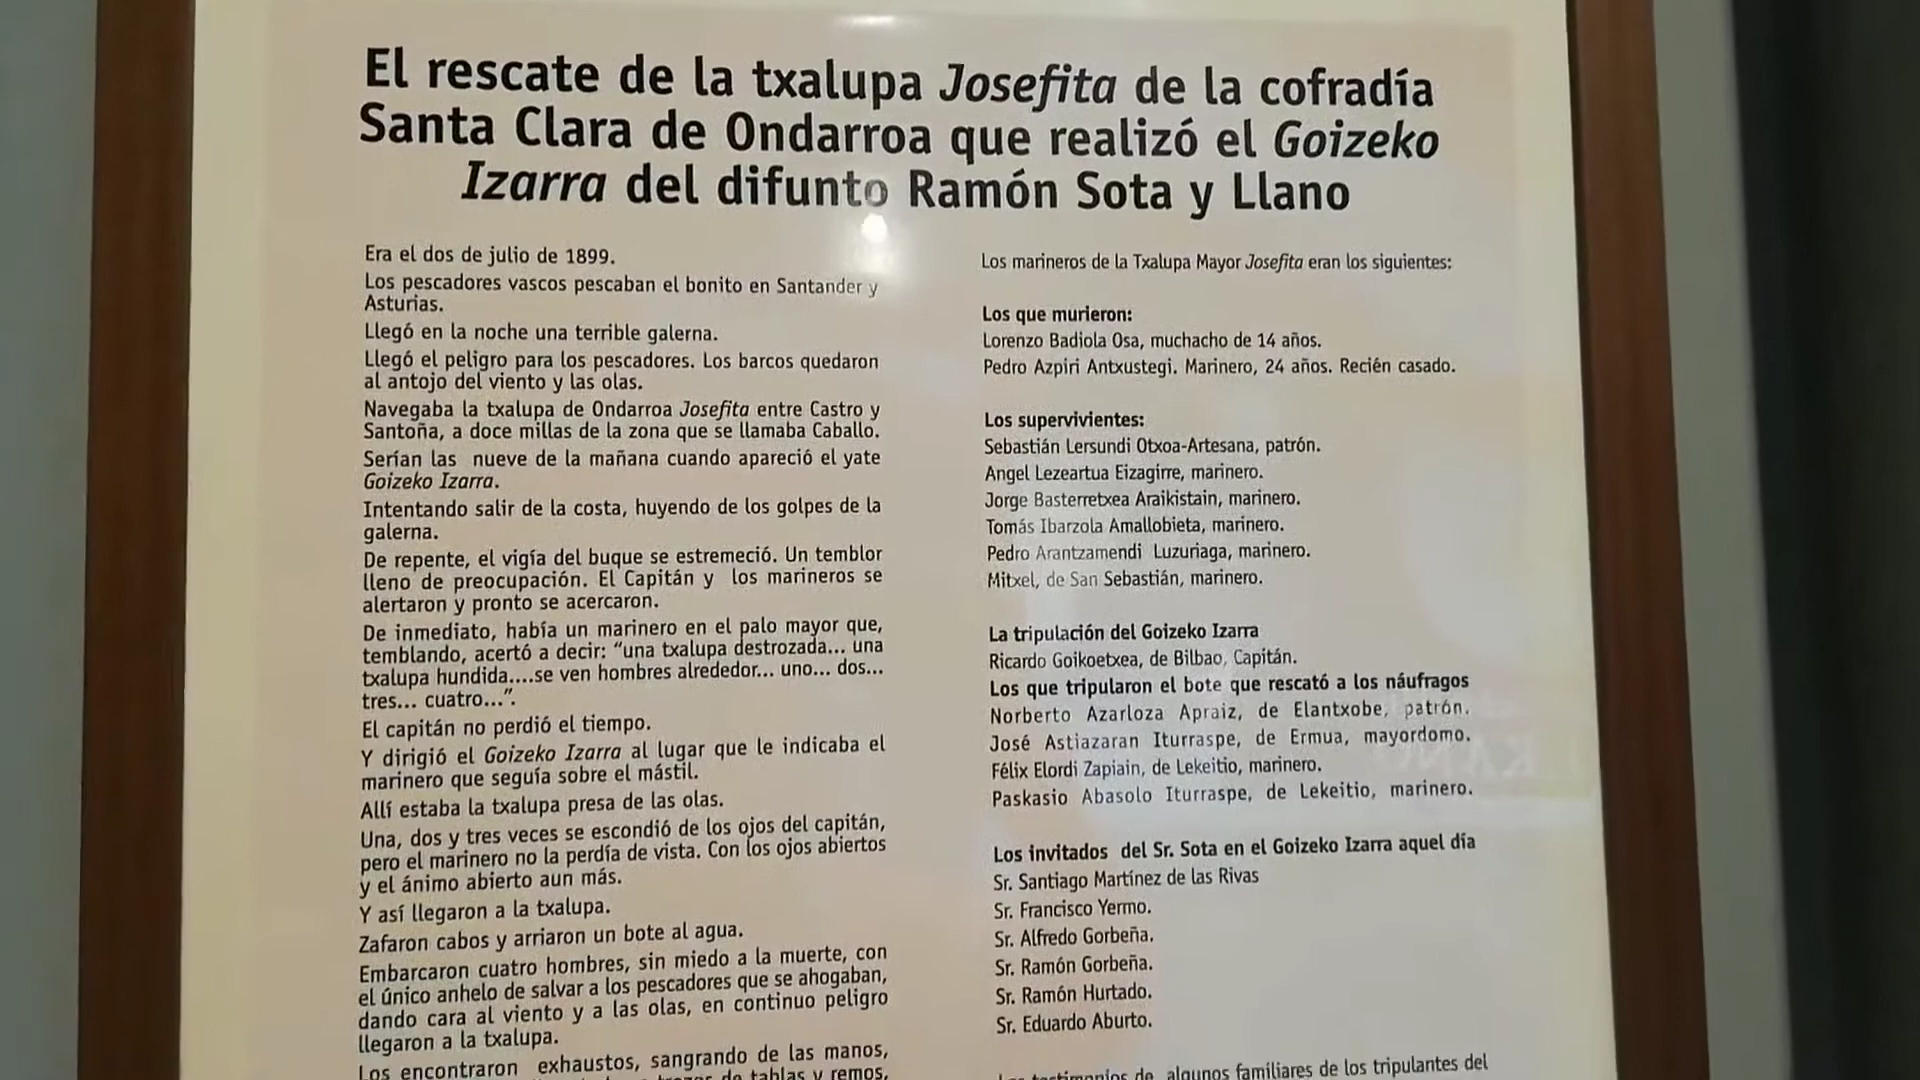 El rescate de la txalupa Josefita de la cofradía
Santa Clara de Ondarroa que realizó el Goizeko
Izarra del difunto Ramón Sota y Llano
Era el dos de julio de 1899.
Los pescadores vascos pescaban el bonito en Santander y
Asturias.
Llegó en la noche una terrible galerna.
Llegó el peligro para los pescadores. Los barcos quedaron
al antojo del viento y las olas.
Navegaba la txalupa de Ondarroa Josefita entre Castro y
Santoña, a doce millas de la zona que se llamaba Caballo.
Serían las nueve de la mañana cuando apareció el yate
Goizeko Izarra.
Intentando salir de la costa, huyendo de los golpes de la
galerna.
De repente, el vigía del buque se estremeció. Un temblor
lleno de preocupación. El Capitán y los marineros se
alertaron y pronto se acercaron.
De inmediato, había un marinero en el palo mayor que,
temblando, acertó a decir: “una txalupa destrozada... una
txalupa hundida....se ven hombres alrededor... uno... dos...
tres... cuatro...”.
El capitán no perdió el tiempo.
Y dirigió el Goizeko Izarra al lugar que le indicaba el
marinero que seguía sobre el mástil.
Allí estaba la txalupa presa de las olas.
Una, dos y tres veces se escondió de los ojos del capitán,
pero el marinero no la perdía de vista. Con los ojos abiertos
y el ánimo abierto aun más.
Y así llegaron a la txalupa.
Zafaron cabos y arriaron un bote al agua.
Embarcaron cuatro hombres, sin miedo a la muerte, con
el único anhelo de salvar a los pescadores que se ahogaban,
dando cara al viento y a las olas, en continuo peligro
llegaron a la txalupa.
Los encontraron exhaustos, sangrando de las manos,
de tablas y remos,
Los marineros de la Txalupa Mayor Josefita eran los siguientes:
Los que murieron:
Lorenzo Badiola Osa, muchacho de 14 años.
Pedro Azpiri Antxustegi. Marinero, 24 años. Recién casado.
Los supervivientes:
Sebastián Lersundi Otxoa-Artesana, patrón.
Angel Lezeartua Eizagirre, marinero.
Jorge Basterretxea Araikistain, marinero.
Tomás Ibarzola Amallobieta, marinero.
Pedro Arantzamendi Luzuriaga, marinero.
Mitxel, de San Sebastián, marinero.
La tripulación del Goizeko Izarra
Ricardo Goikoetxea, de Bilbao, Capitán.
Los que tripularon el bote que rescató a los náufragos
Norberto Azarloza Apraiz, de Elantxobe, patrón.
José Astiazaran Iturraspe, de Ermua, mayordomo.
Félix Elordi Zapiain, de Lekeitio, marinero.
Paskasio Abasolo Iturraspe, de Lekeitio, marinero.
Los invitados del Sr. Sota en el Goizeko Izarra aquel día
Sr. Santiago Martínez de las Rivas
Sr. Francisco Yermo.
Sr. Alfredo Gorbeña.
Sr. Ramón Gorbeña.
Sr. Ramón Hurtado.
Sr. Eduardo Aburto.
de algunos familiares de los tripulantes del